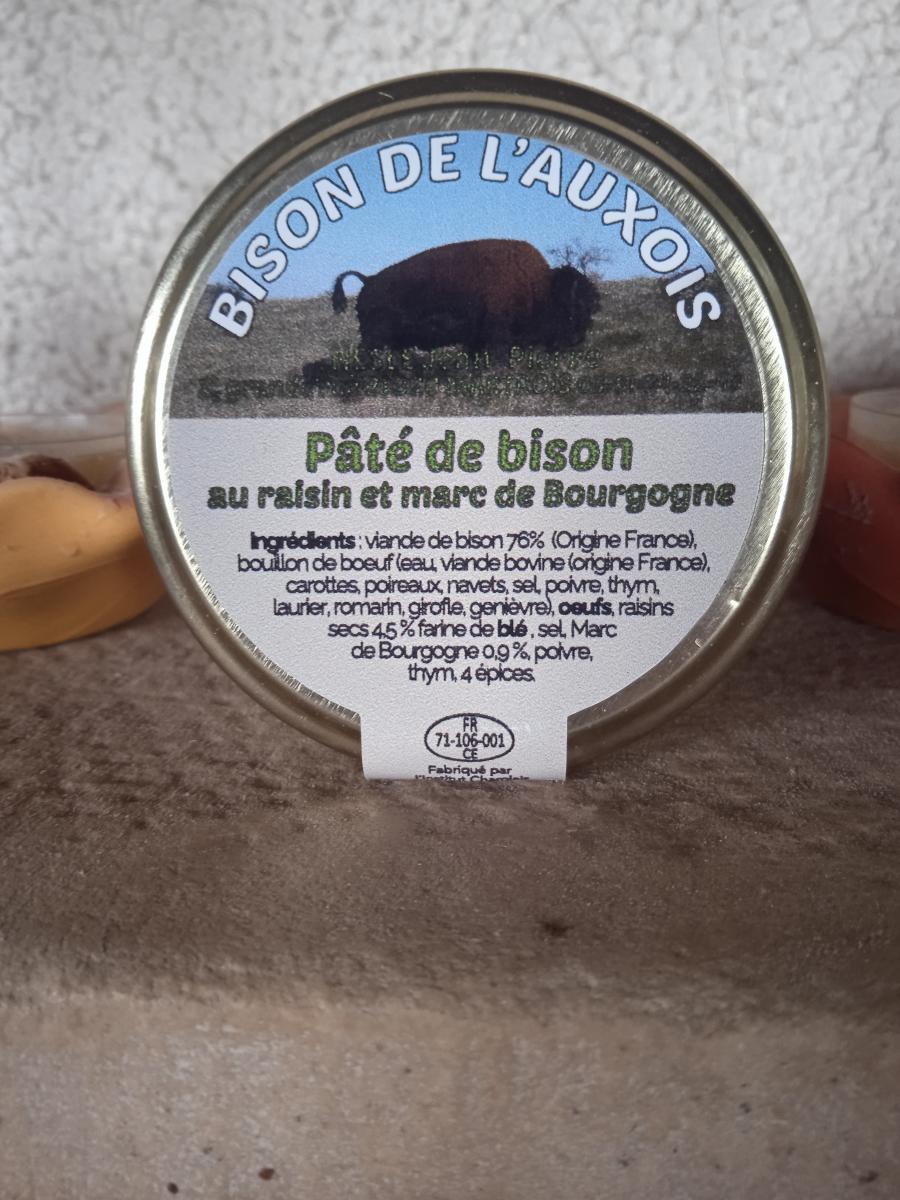 BISON DE L'AUXOIS
Jean Pierre
Pâté de bison
au raisin et marc de Bourgogne
Ingrédients : viande de bison 76% (Origine France),
bouillon de boeuf (eau, viande bovine (origine France),
carottes, poireaux, navets, sel, poivre, thym,
laurier, romarin, girofle, genièvre), oeufs, raisins
secs 4,5 % farine de blé , sel, Marc
de Bourgogne 0,9 %, poivre,
thym, 4 épices.
FR
71-106-001
CE
Fabriqué par